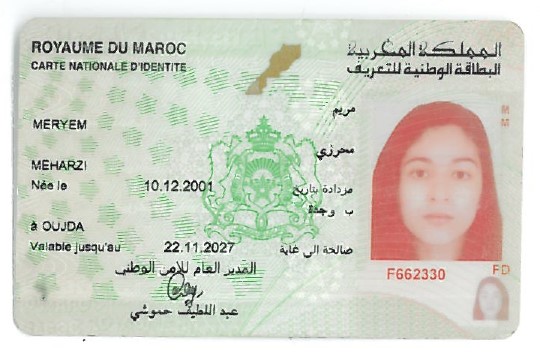 ROYAUME DU MAROC
المملكة المغربية
CARTE NATIONALE D'IDENTITE
البطاقة الوطنية للتعريف
مريم
MERYEM
محرزي
MEHARZI
Née le 10.12.2001 مزدادة بتاريخ
ب وجدة
à OUJDA
Valable jusqu'au 22.11.2027 صالحة الى غاية
المدير العام للأمن الوطني
عبد اللطيف حموشي
MM
F662330
FD